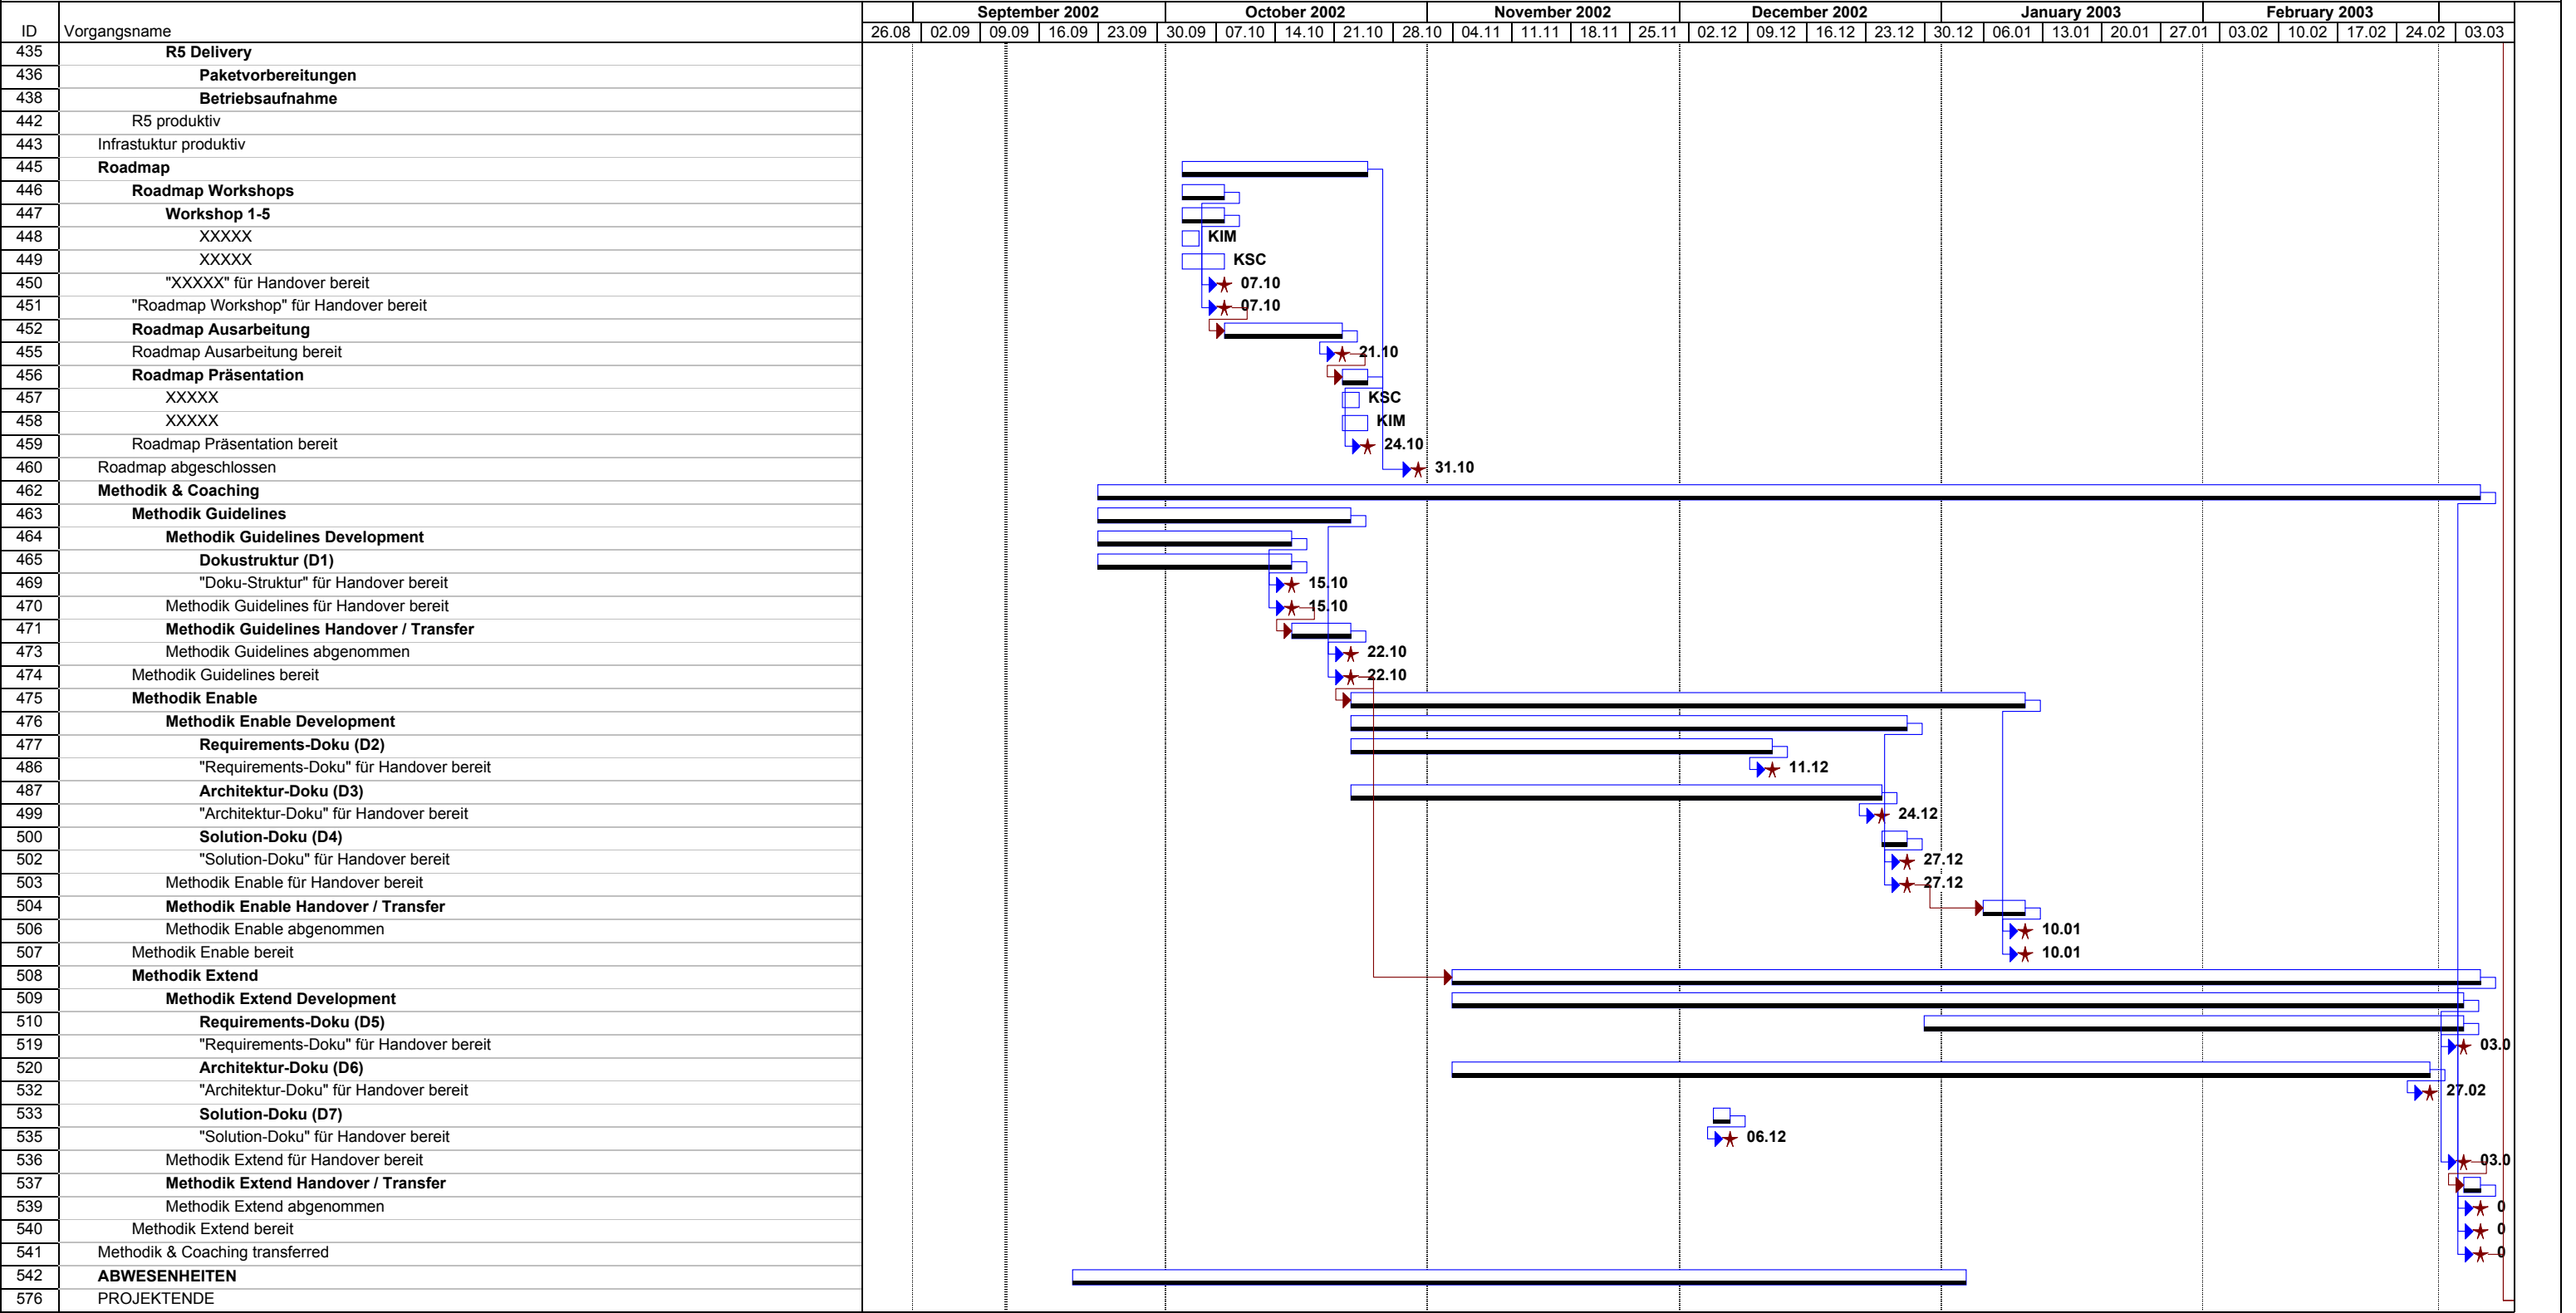 September 2002 October 2002 November 2002 December 2002 January 2003 February 2003
ID Vorgangsname 26.08 02.09 09.09 16.09 23.09 30.09 07.10 14.10 21.10 28.10 04.11 11.11 18.11 25.11 02.12 09.12 16.12 23.12 30.12 06.01 13.01 20.01 27.01 03.02 10.02 17.02 24.02 03.03
435 R5 Delivery
436 Paketvorbereitungen
438 Betriebsaufnahme
442 R5 produktiv
443 Infrastuktur produktiv
445 Roadmap
446 Roadmap Workshops
447 Workshop 1-5
448 XXXXX KIM
449 XXXXX KSC
450 "XXXXX" für Handover bereit 07.10
451 "Roadmap Workshop" für Handover bereit 07.10
452 Roadmap Ausarbeitung
455 Roadmap Ausarbeitung bereit 21.10
456 Roadmap Präsentation
457 XXXXX KSC
458 XXXXX KIM
459 Roadmap Präsentation bereit 24.10
460 Roadmap abgeschlossen 31.10
462 Methodik & Coaching
463 Methodik Guidelines
464 Methodik Guidelines Development
465 Dokustruktur (D1)
469 "Doku-Struktur" für Handover bereit 15.10
470 Methodik Guidelines für Handover bereit 15.10
471 Methodik Guidelines Handover / Transfer
473 Methodik Guidelines abgenommen 22.10
474 Methodik Guidelines bereit 22.10
475 Methodik Enable
476 Methodik Enable Development
477 Requirements-Doku (D2)
486 "Requirements-Doku" für Handover bereit 11.12
487 Architektur-Doku (D3)
499 "Architektur-Doku" für Handover bereit 24.12
500 Solution-Doku (D4)
502 "Solution-Doku" für Handover bereit 27.12
503 Methodik Enable für Handover bereit 27.12
504 Methodik Enable Handover / Transfer
506 Methodik Enable abgenommen 10.01
507 Methodik Enable bereit 10.01
508 Methodik Extend
509 Methodik Extend Development
510 Requirements-Doku (D5)
519 "Requirements-Doku" für Handover bereit 03.0
520 Architektur-Doku (D6)
532 "Architektur-Doku" für Handover bereit 27.02
533 Solution-Doku (D7)
535 "Solution-Doku" für Handover bereit 06.12
536 Methodik Extend für Handover bereit 03.0
537 Methodik Extend Handover / Transfer
539 Methodik Extend abgenommen 0
540 Methodik Extend bereit 0
541 Methodik & Coaching transferred 0
542 ABWESENHEITEN
576 PROJEKTENDE